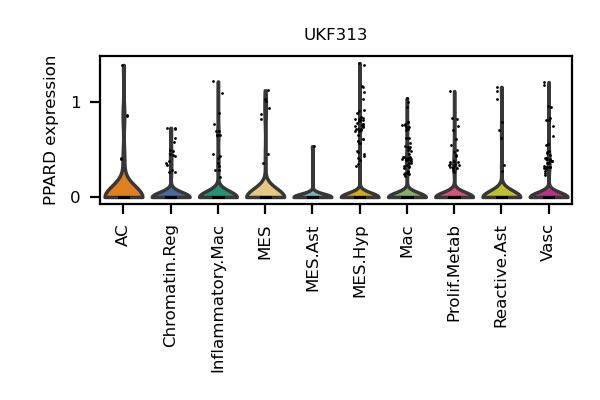 UKF313
PPARD expression
1
0
AC
Chromatin.Reg
Inflammatory.Mac
MES
MES.Ast
MES.Hyp
Mac
Prolif.Metab
Reactive.Ast
Vasc